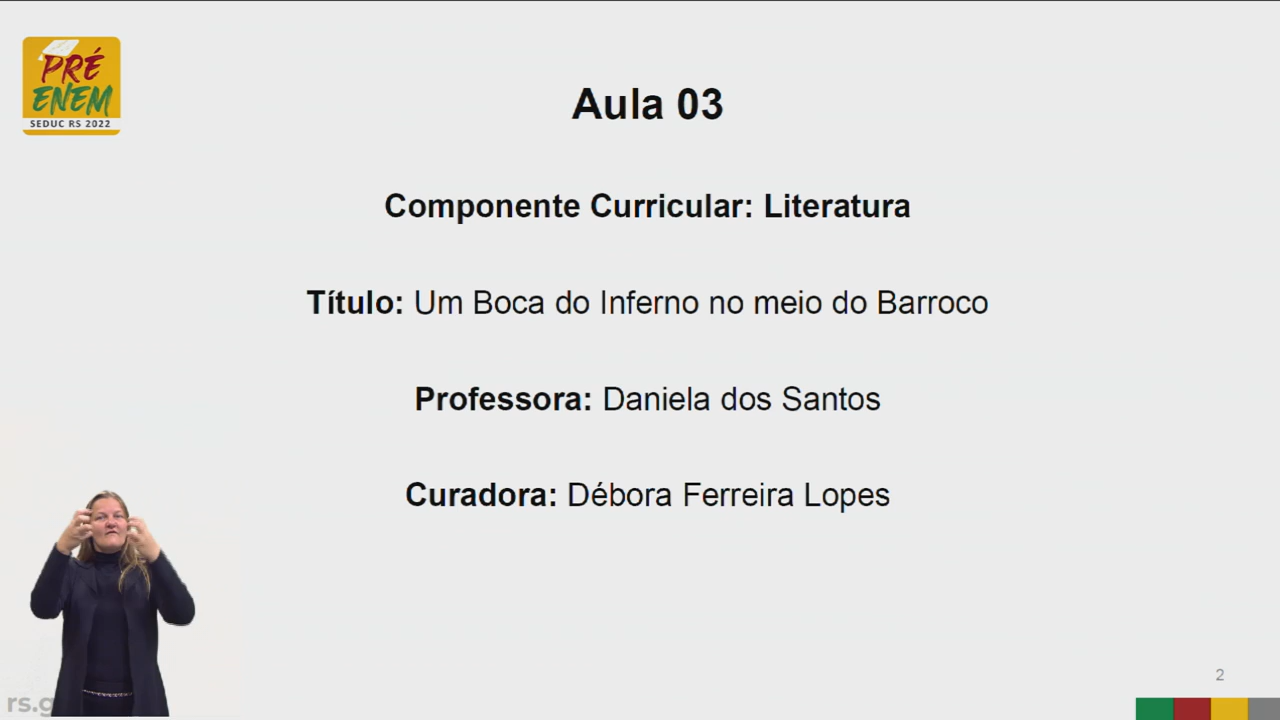 PRÉ
ENEM
SEDUC RS 2022
Aula 03
Componente Curricular: Literatura
Título: Um Boca do Inferno no meio do Barroco
Professora: Daniela dos Santos
Curadora: Débora Ferreira Lopes
2
rs.g